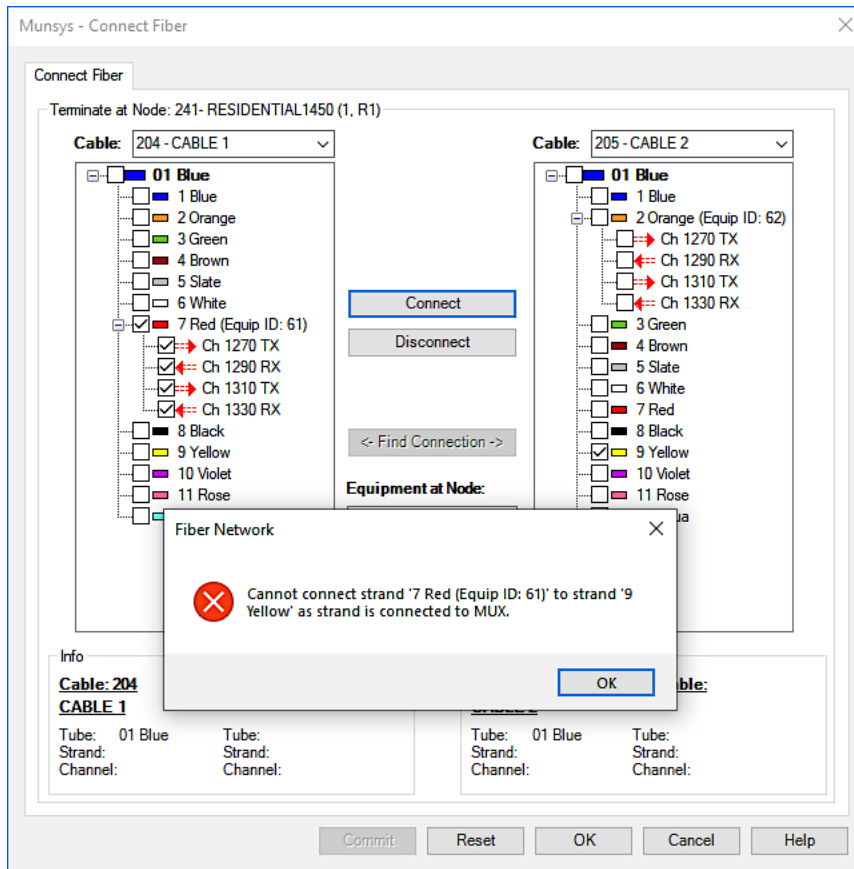 Munsys - Connect Fiber
Connect Fiber
Terminate at Node: 241- RESIDENTIAL1450 (1, R1)
Cable: 204 - CABLE 1
01 Blue
1 Blue
2 Orange
3 Green
4 Brown
5 Slate
6 White
7 Red (Equip ID: 61)
Ch 1270 TX
Ch 1290 RX
Ch 1310 TX
Ch 1330 RX
8 Black
9 Yellow
10 Violet
11 Rose
Connect
Disconnect
<- Find Connection ->
Equipment at Node:
Cable: 205 - CABLE 2
01 Blue
1 Blue
2 Orange (Equip ID: 62)
Ch 1270 TX
Ch 1290 RX
Ch 1310 TX
Ch 1330 RX
3 Green
4 Brown
5 Slate
6 White
7 Red
8 Black
9 Yellow
10 Violet
11 Rose
Fiber Network
Cannot connect strand '7 Red (Equip ID: 61)' to strand '9
Yellow' as strand is connected to MUX.
OK
Info
Cable: 204
CABLE 1
Tube: 01 Blue Tube:
Strand: Strand:
Channel: Channel:
Tube: 01 Blue Tube:
Strand: Strand:
Channel: Channel:
Commit Reset OK Cancel Help